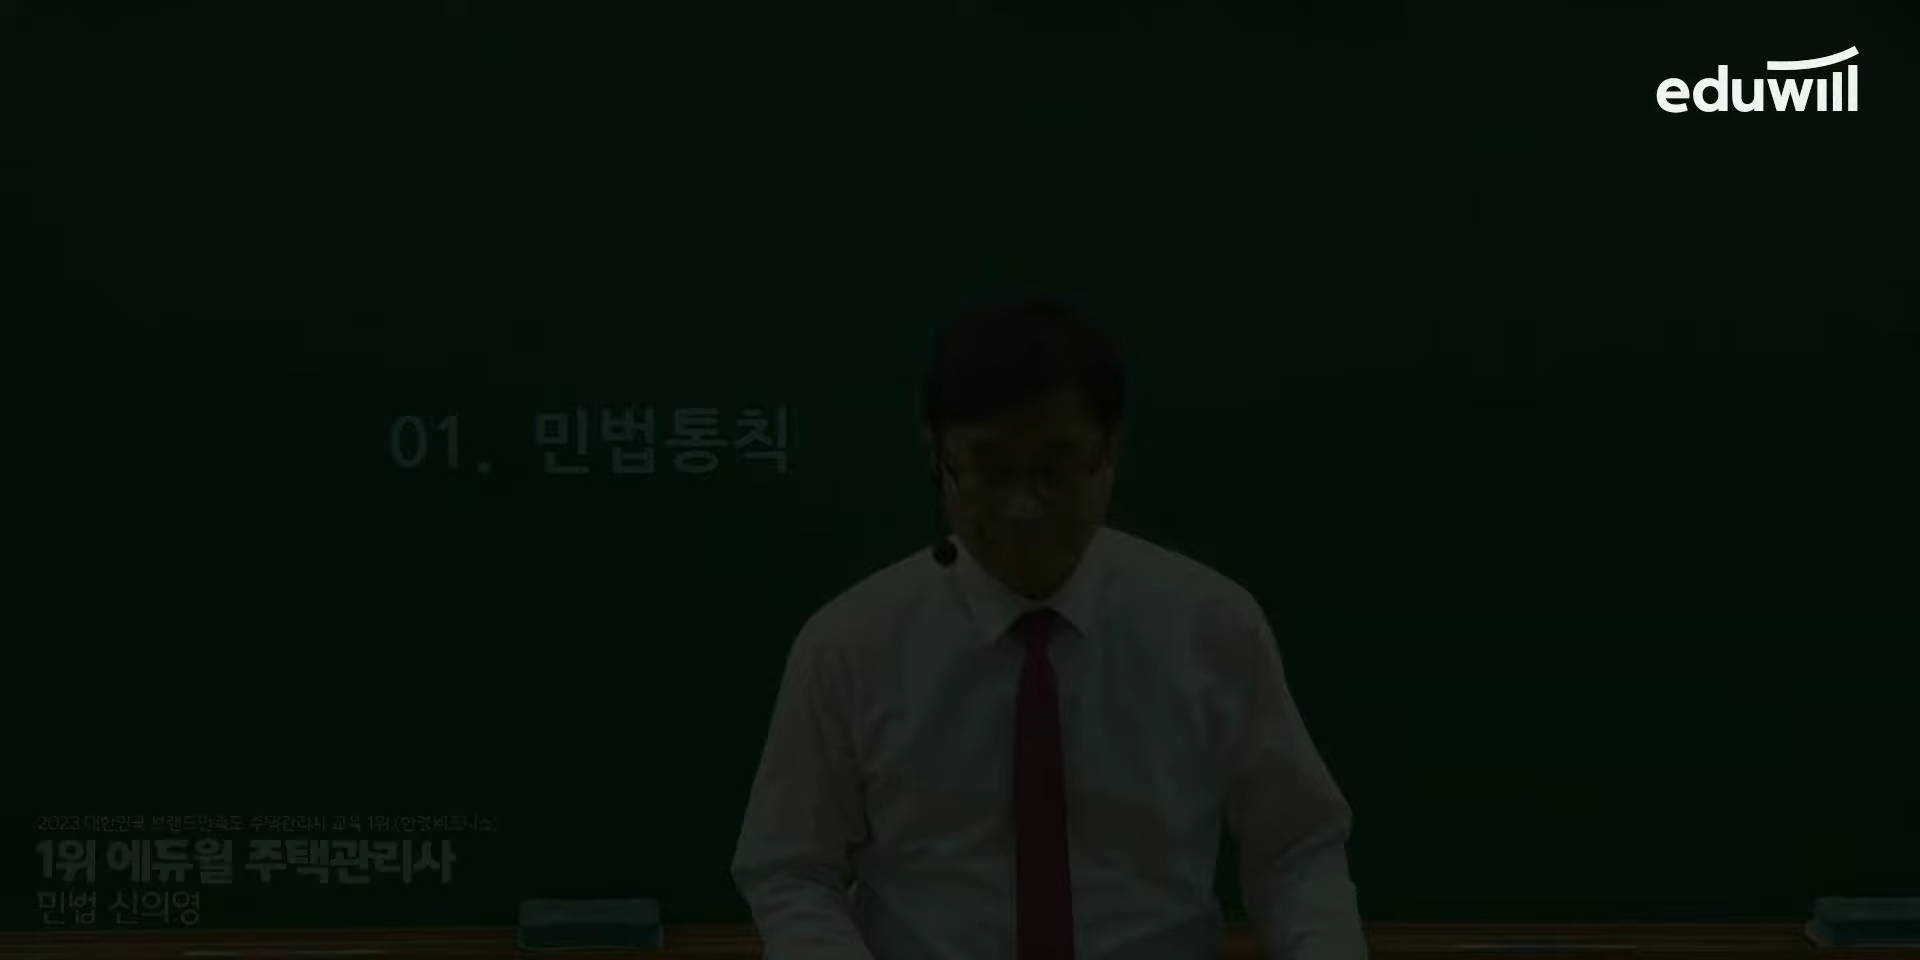 eduwill
01. 민법통칙
2023 대한민국 브랜드만족도 주택관리사 교육 1위 (한경비즈니스)
1위 에듀윌 주택관리사
민법 신의영